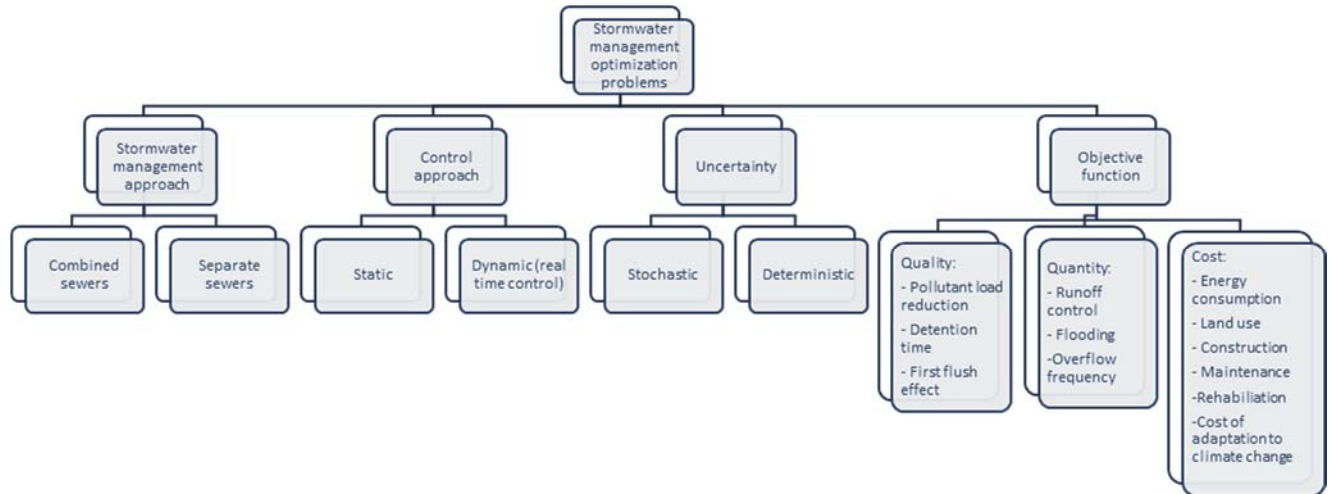 Stormwater
management
optimization
problems
Stormwater
management
approach
Control
approach
Uncertainty
Objective
function
Combined
sewers
Separate
sewers
Static
Dynamic (real
time control)
Stochastic
Deterministic
Quality:
- Pollutant load
reduction
- Detention
time
- First flush
effect
Quantity:
- Runoff
control
- Flooding
-Overflow
frequency
Cost:
- Energy
consumption
- Land use
- Construction
- Maintenance
-Rehabiliation
-Cost of
adaptation to
climate change